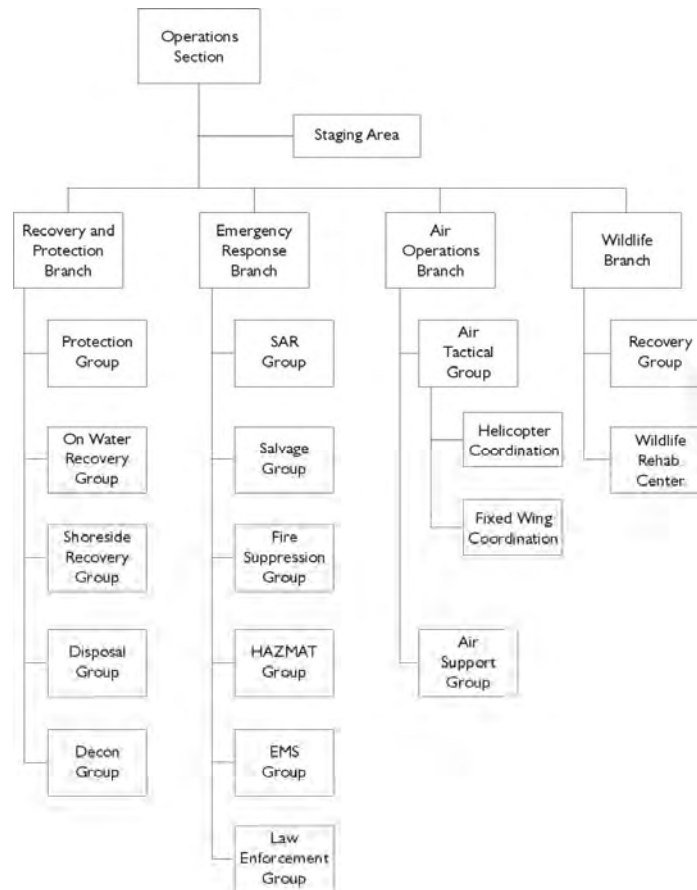 Operations
Section
Staging Area
Recovery and
Protection
Branch
Emergency
Response
Branch
Air
Operations
Branch
Wildlife
Branch
Protection
Group
On Water
Recovery
Group
Shoreside
Recovery
Group
Disposal
Group
Decon
Group
SAR
Group
Salvage
Group
Fire
Suppression
Group
HAZMAT
Group
EMS
Group
Law
Enforcement
Group
Air
Tactical
Group
Helicopter
Coordination
Fixed Wing
Coordination
Air
Support
Group
Recovery
Group
Wildlife
Rehab
Center